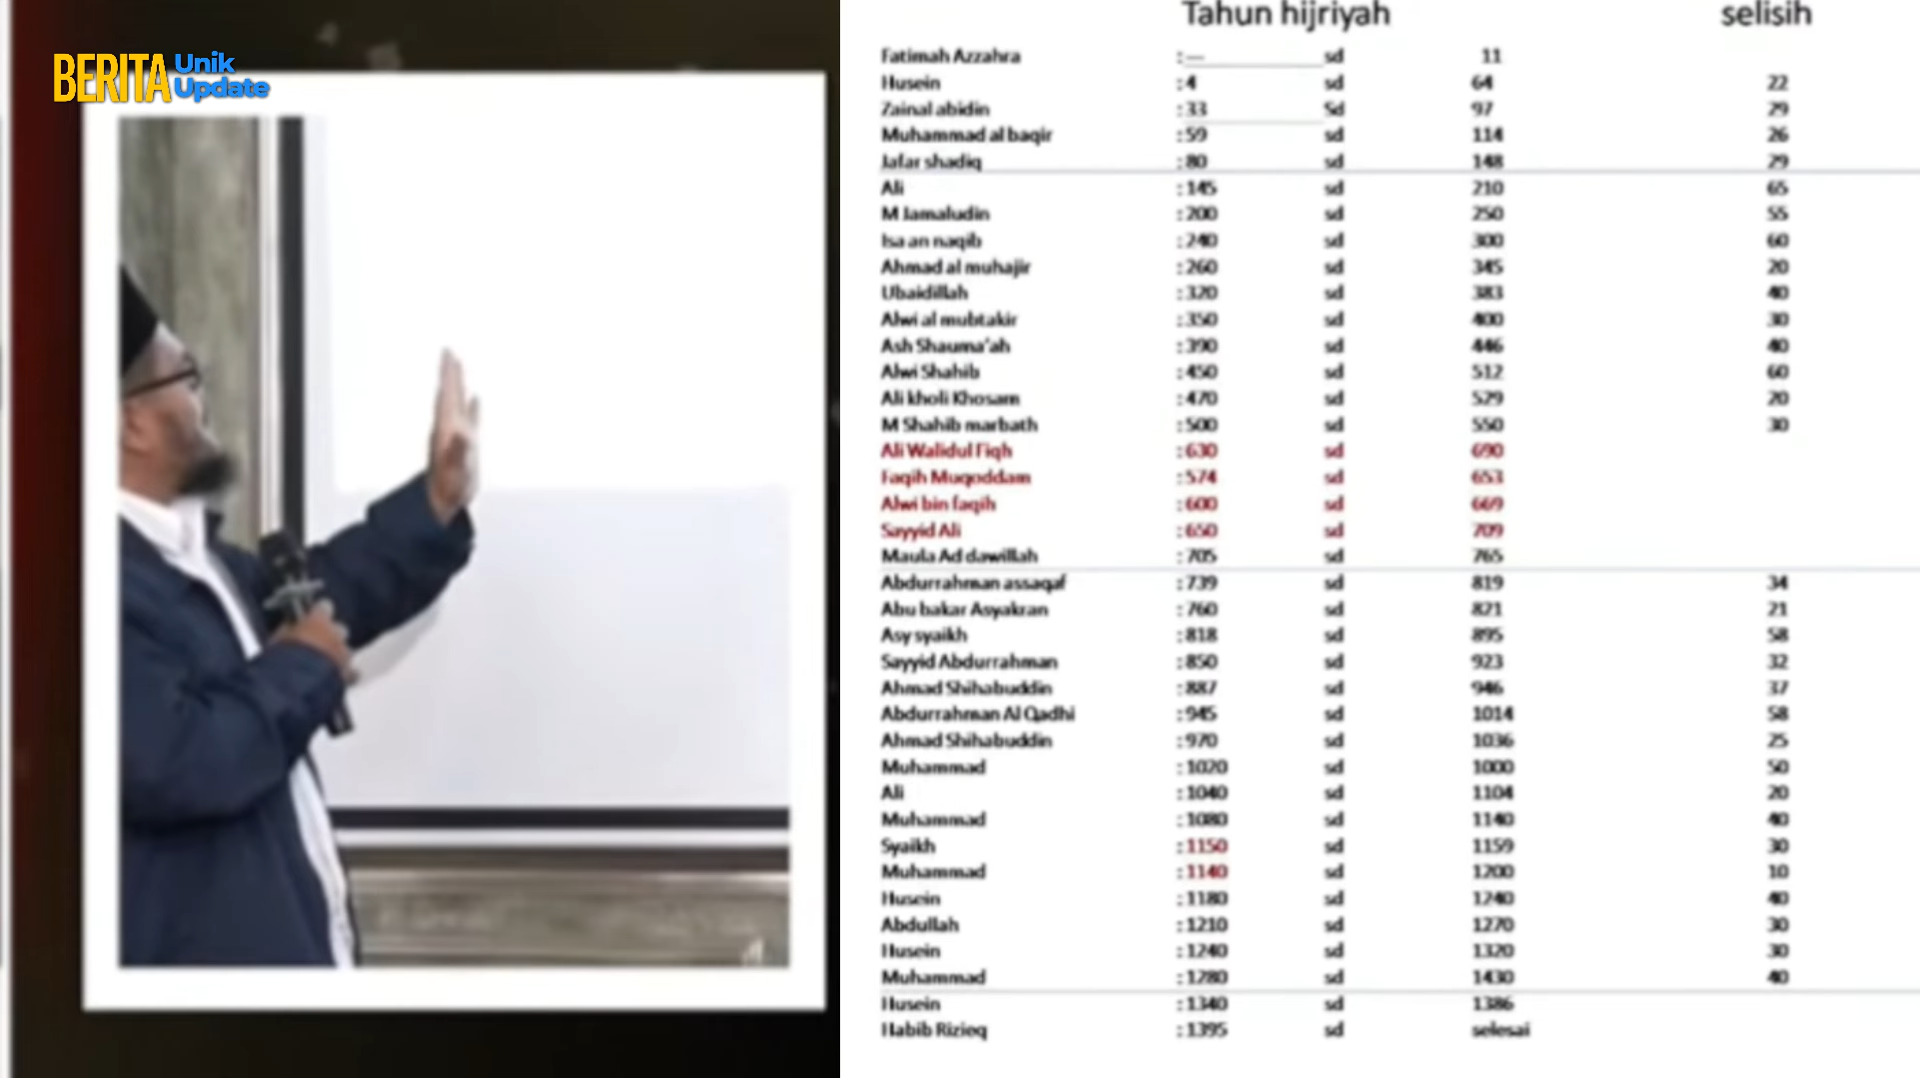 BERITA Unik Update
Tahun hijriyah selisih
Fatimah Azzahra :--- sd 11
Husein :4 sd 64 22
Zainal abidin :33 Sd 97 29
Muhammad al baqir :59 sd 114 26
Jafar shadiq :80 sd 148 29
Ali :145 sd 210 65
M Jamaludin :200 sd 250 55
Isa an naqib :240 sd 300 60
Ahmad al muhajir :260 sd 345 20
Ubaidillah :320 sd 383 40
Alwi al mubtakir :350 sd 400 30
Ash Shauma'ah :390 sd 446 40
Alwi Shahib :450 sd 512 60
Ali kholi Khosam :470 sd 529 20
M Shahib marbath :500 sd 550 30
Ali Walidul Fiqh :630 sd 690
Faqih Muqoddam :574 sd 653
Alwi bin faqih :600 sd 669
Sayyid Ali :650 sd 709
Maula Ad dawillah :705 sd 765
Abdurrahman assaqaf :739 sd 819 34
Abu bakar Asyakran :760 sd 821 21
Asy syaikh :818 sd 895 58
Sayyid Abdurrahman :850 sd 923 32
Ahmad Shihabuddin :887 sd 946 37
Abdurrahman Al Qadhi :945 sd 1014 58
Ahmad Shihabuddin :970 sd 1036 25
Muhammad :1020 sd 1000 50
Ali :1040 sd 1104 20
Muhammad :1080 sd 1140 40
Syaikh :1150 sd 1159 30
Muhammad :1140 sd 1200 10
Husein :1180 sd 1240 40
Abdullah :1210 sd 1270 30
Husein :1240 sd 1320 30
Muhammad :1280 sd 1430 40
Husein :1340 sd 1386
Habib Rizieq :1395 sd selesai